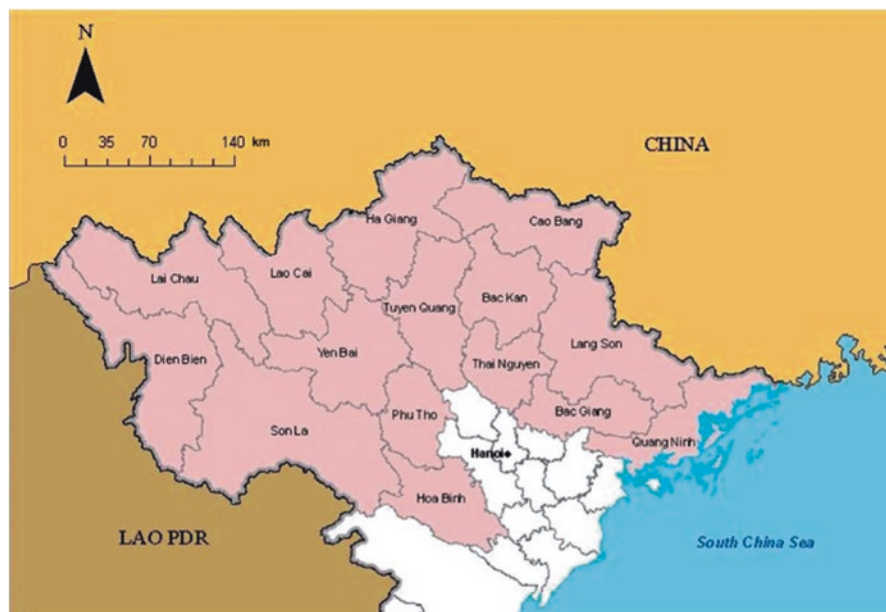 N
0 35 70 140 km
CHINA
Ha Giang
Cao Bang
Lai Chau
Lao Cai
Bac Kan
Tuyen Quang
Lang Son
Dien Bien
Yen Bai
Thai Nguyen
Phu Tho
Bac Giang
Son La
Quang Ninh
Hanoi
Hoa Binh
LAO PDR
South China Sea